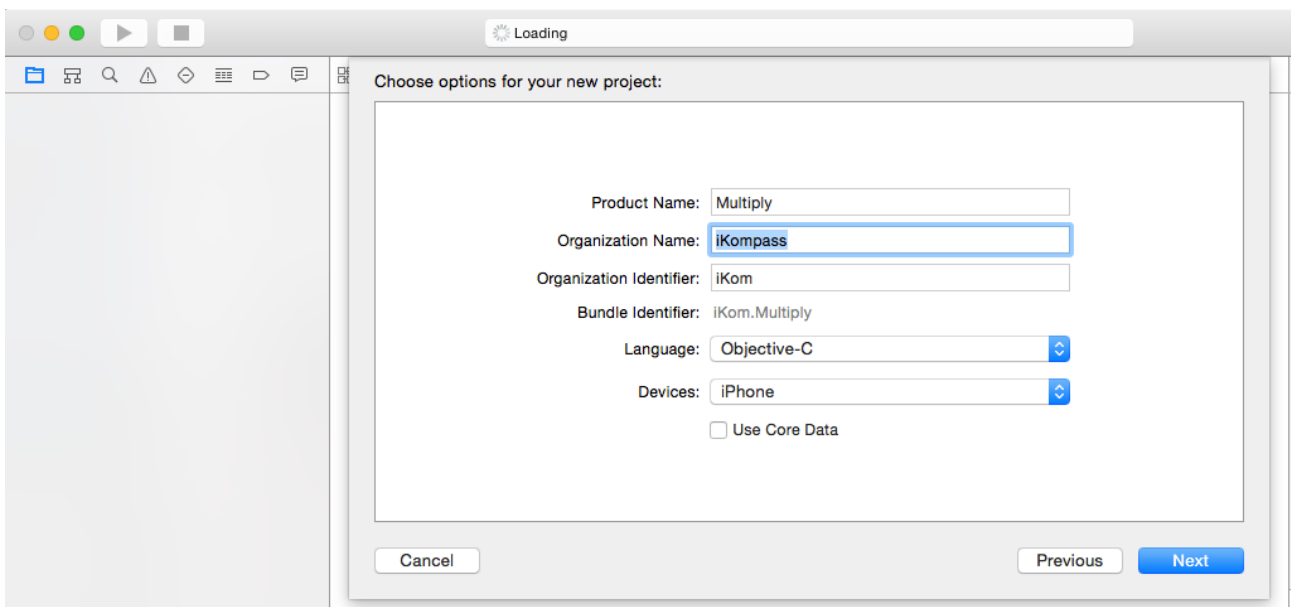 Loading
Choose options for your new project:
Product Name: Multiply
Organization Name: iKompass
Organization Identifier: iKom
Bundle Identifier: iKom.Multiply
Language: Objective-C
Devices: iPhone
Use Core Data
Cancel Previous Next